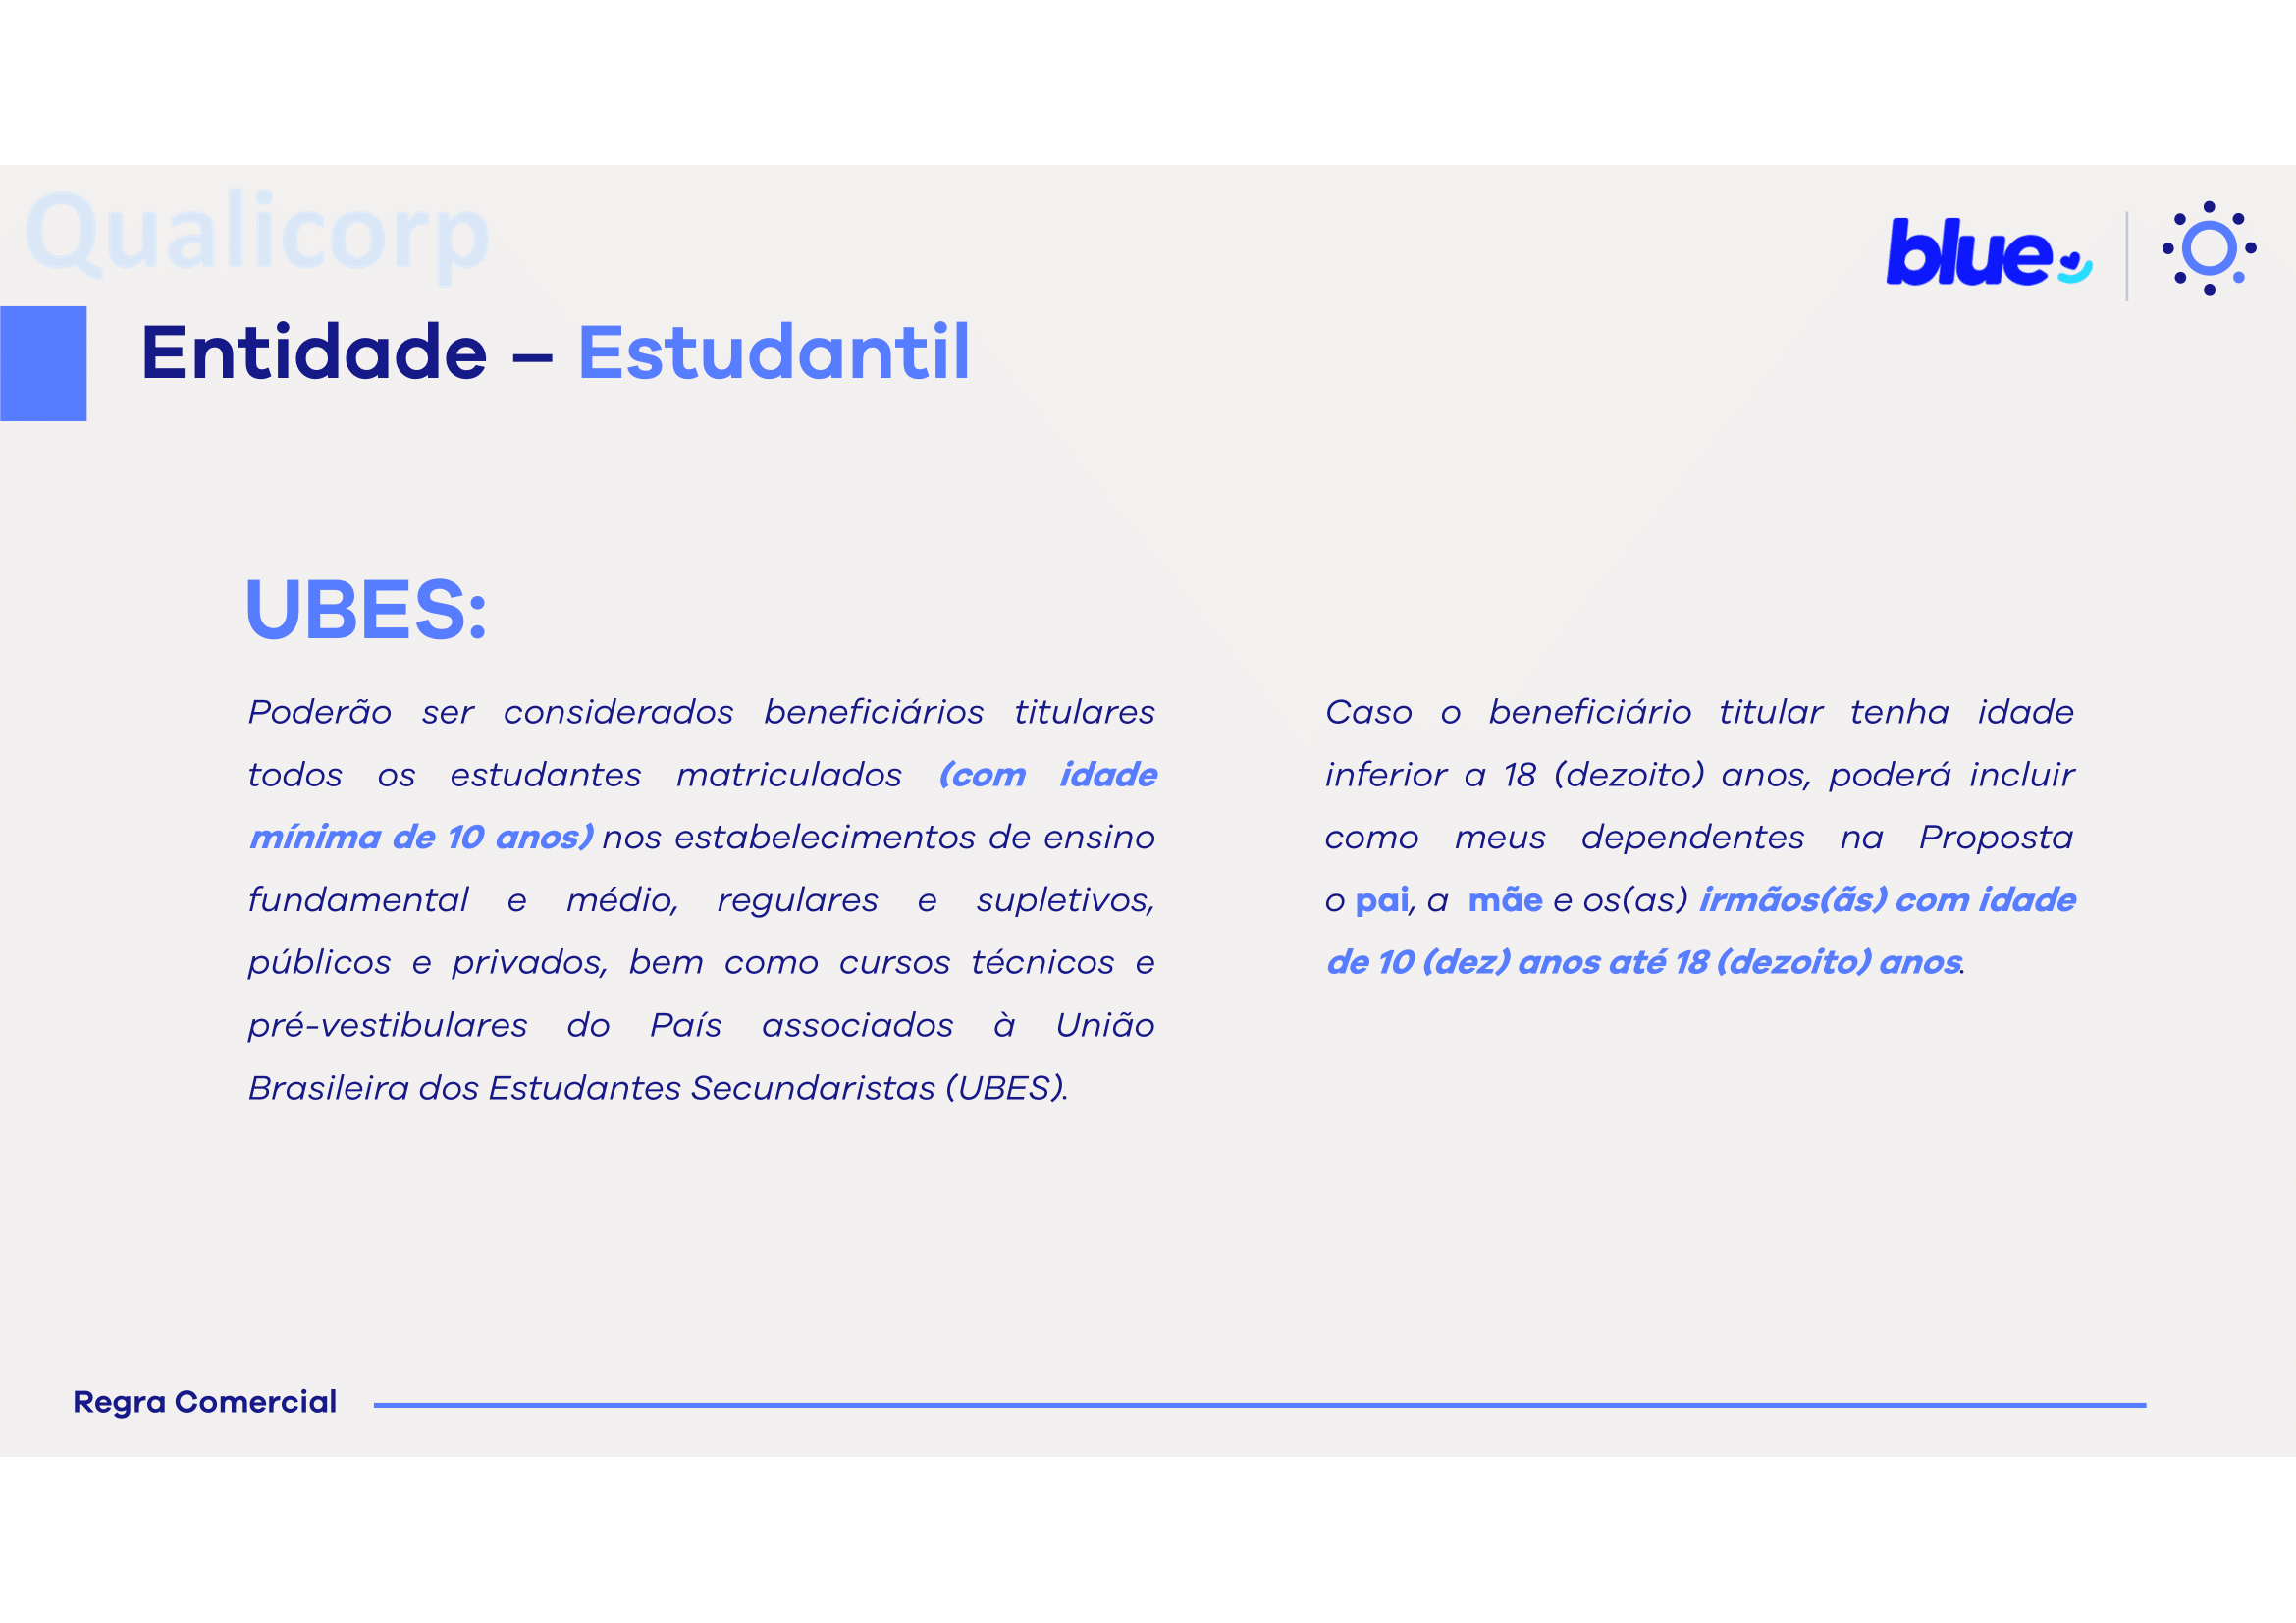 Qualicorp
blue
Entidade – Estudantil
UBES:
Poderão ser considerados beneficiários titulares
todos os estudantes matriculados (com idade
mínima de 10 anos) nos estabelecimentos de ensino
fundamental e médio, regulares e supletivos,
públicos e privados, bem como cursos técnicos e
pré-vestibulares do País associados à União
Brasileira dos Estudantes Secundaristas (UBES).
Caso o beneficiário titular tenha idade
inferior a 18 (dezoito) anos, poderá incluir
como meus dependentes na Proposta
o pai, a mãe e os(as) irmãos(ãs) com idade
de 10 (dez) anos até 18 (dezoito) anos.
Regra Comercial